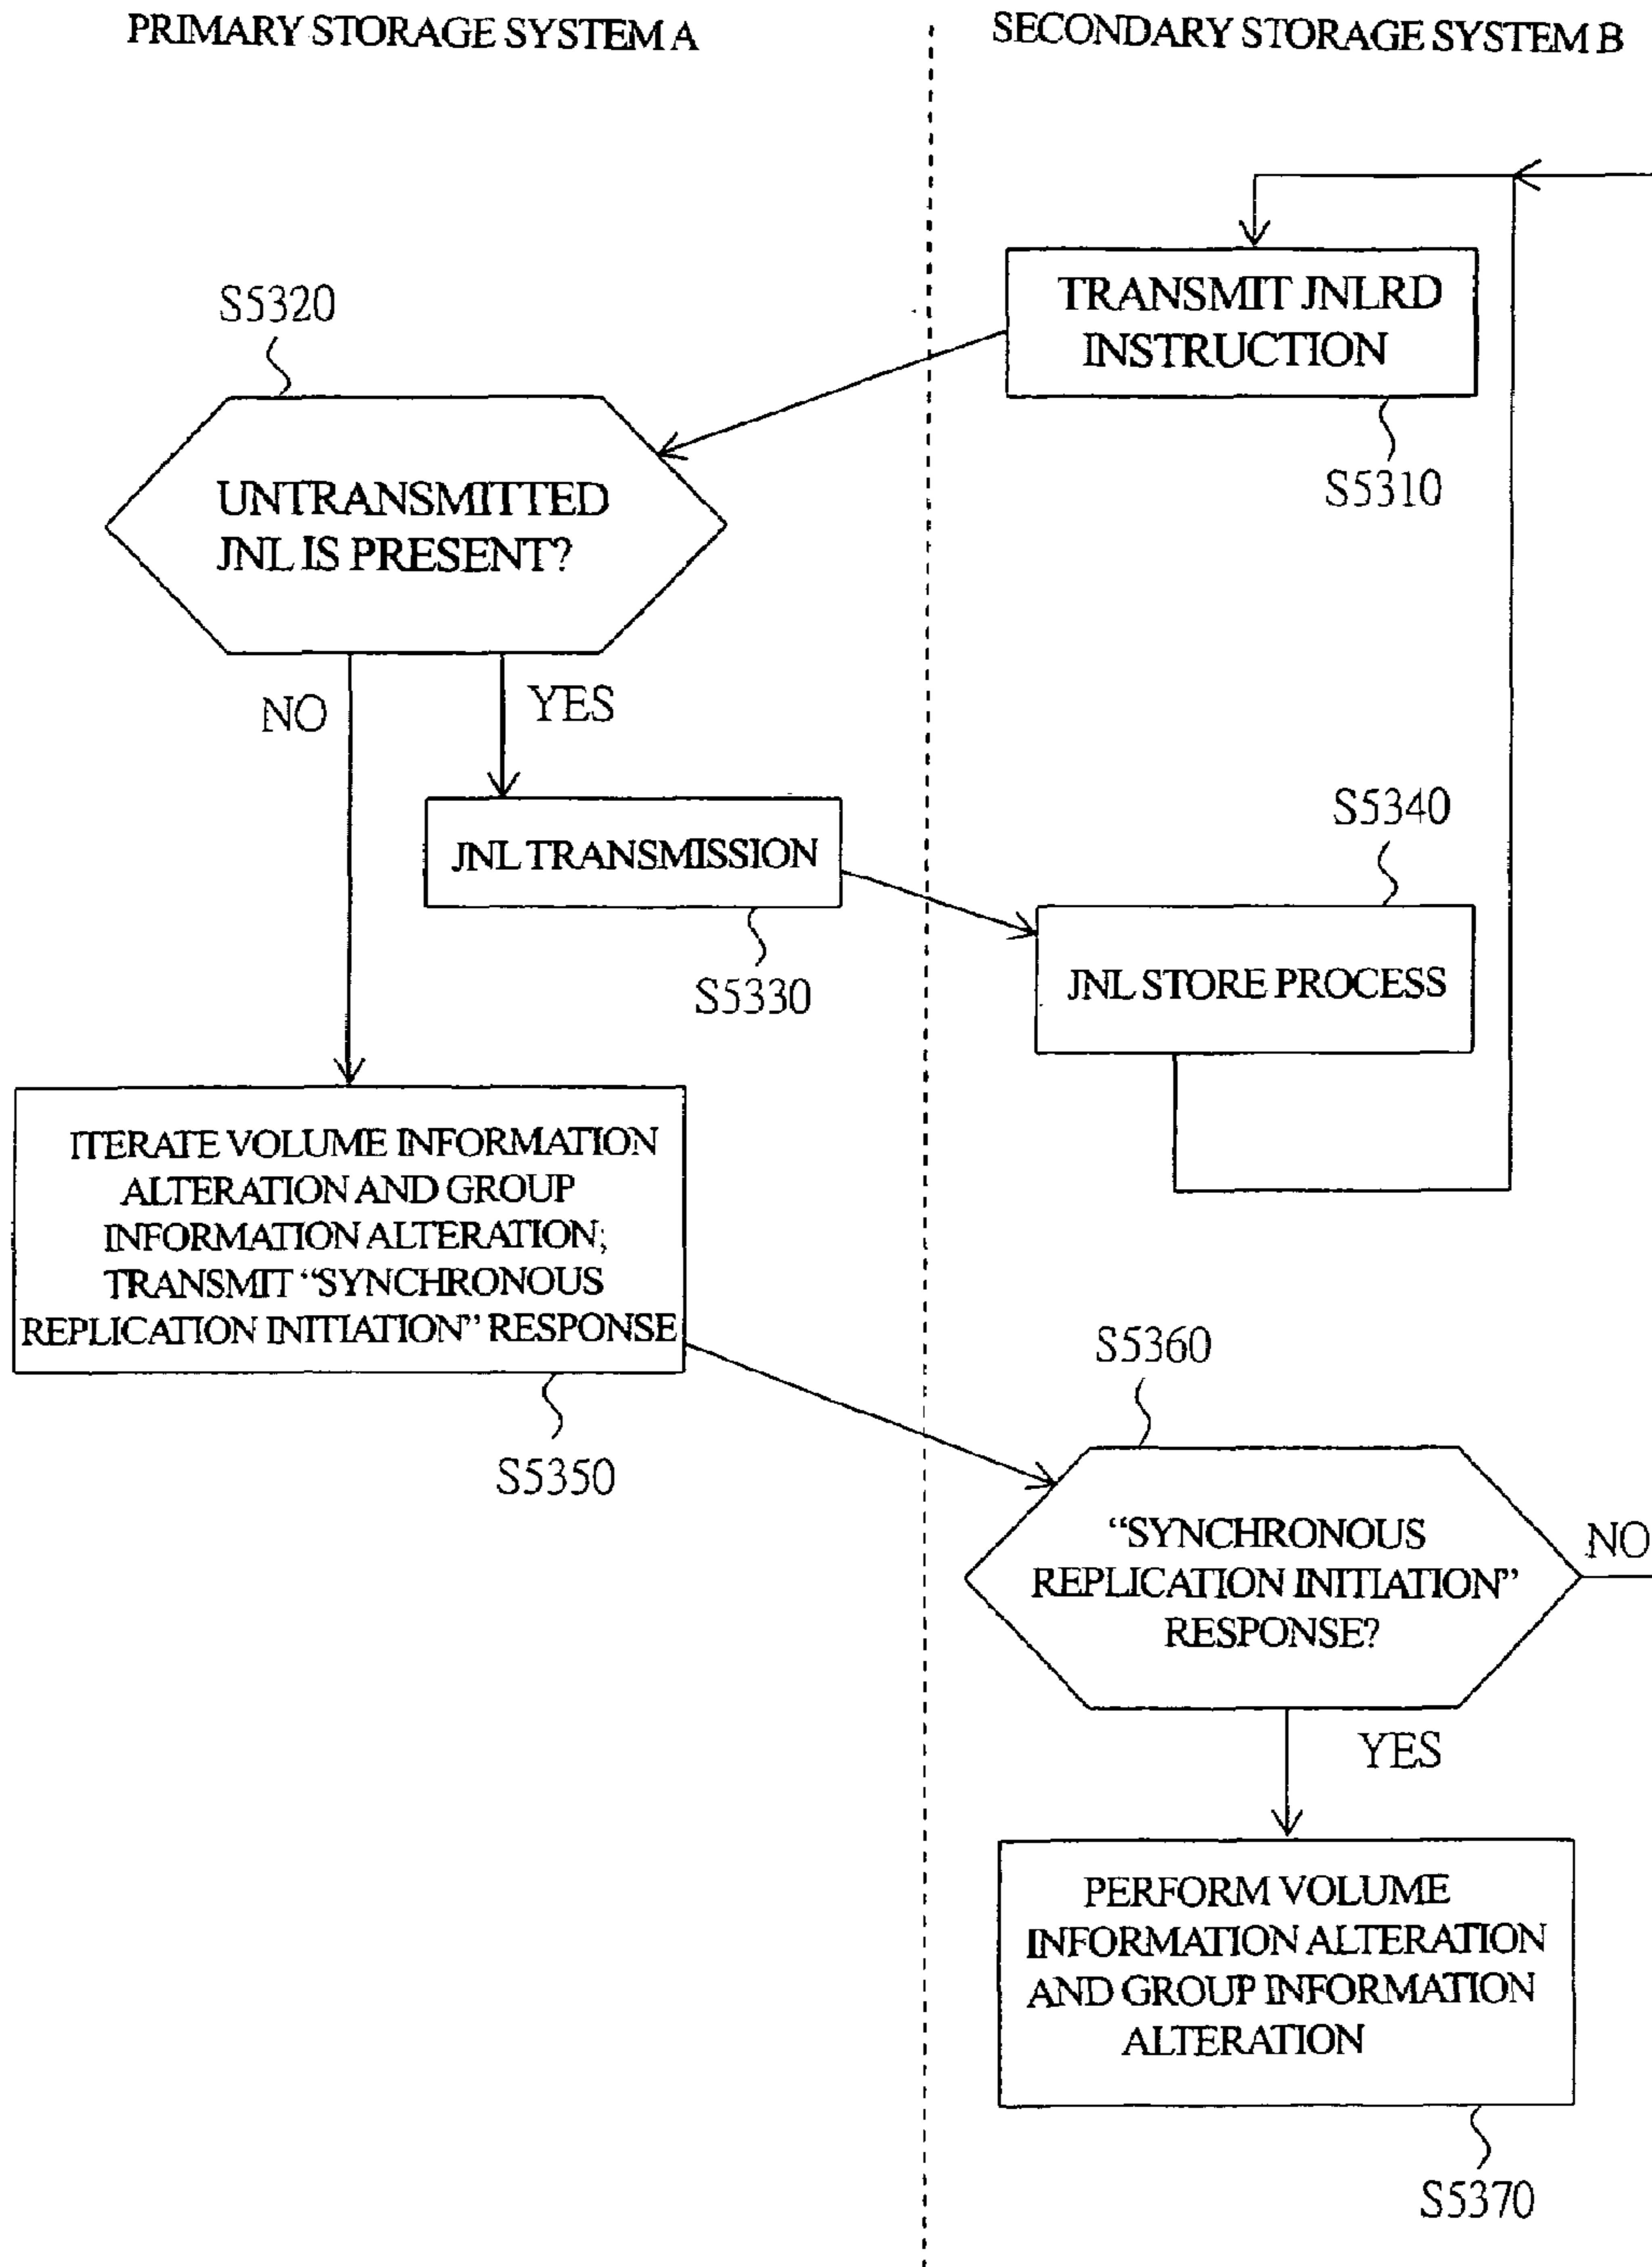 PRIMARY STORAGE SYSTEM A
SECONDARY STORAGE SYSTEM B
TRANSMIT JNLRD
INSTRUCTION
S5310
S5320
UNTRANSMITTED
JNL IS PRESENT?
NO
YES
JNL TRANSMISSION
S5330
S5340
JNL STORE PROCESS
ITERATE VOLUME INFORMATION
ALTERATION AND GROUP
INFORMATION ALTERATION;
TRANSMIT “SYNCHRONOUS
REPLICATION INITIATION” RESPONSE
S5350
S5360
“SYNCHRONOUS
REPLICATION INITIATION”
RESPONSE?
NO
YES
PERFORM VOLUME
INFORMATION ALTERATION
AND GROUP INFORMATION
ALTERATION
S5370